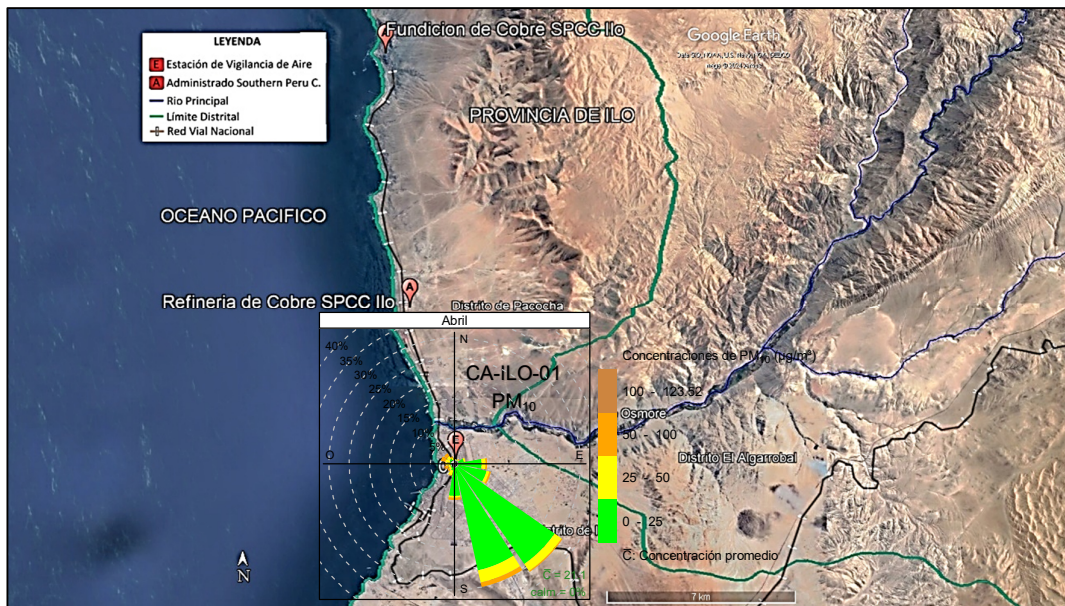 Fundicion de Cobre SPCC Ilo
LEYENDA
E Estación de Vigilancia de Aire
A Administrado Southern Peru C.
Rio Principal
Límite Distrital
Red Vial Nacional
Google Earth
PROVINCIA DE ILO
OCEANO PACIFICO
A
Refineria de Cobre SPCC Ilo
Distrito de Pacocha
Abril
N
40%
35%
30%
25%
20%
15%
10%
CA-iLO-01
PM10
E
O
E
S
Concentraciones de PM10 (µg/m³)
100 - 123.52
50 - 100
25 - 50
0 - 25
C: Concentración promedio
Osmore
Distrito El Algarrobal
calm = 0%
N
7 km